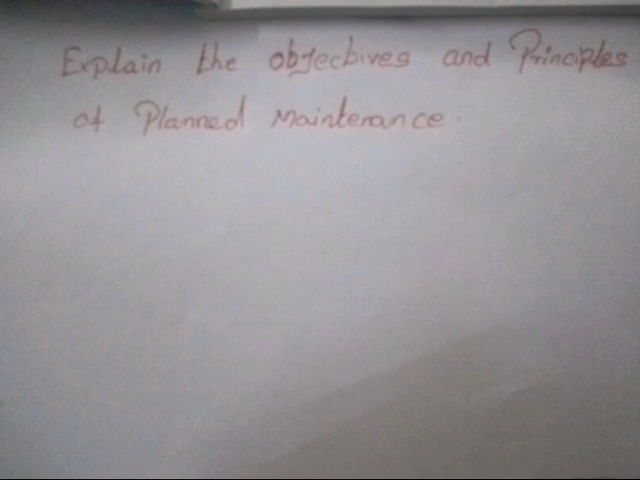 Explain the objectives and Principles
of Planned Maintenance.